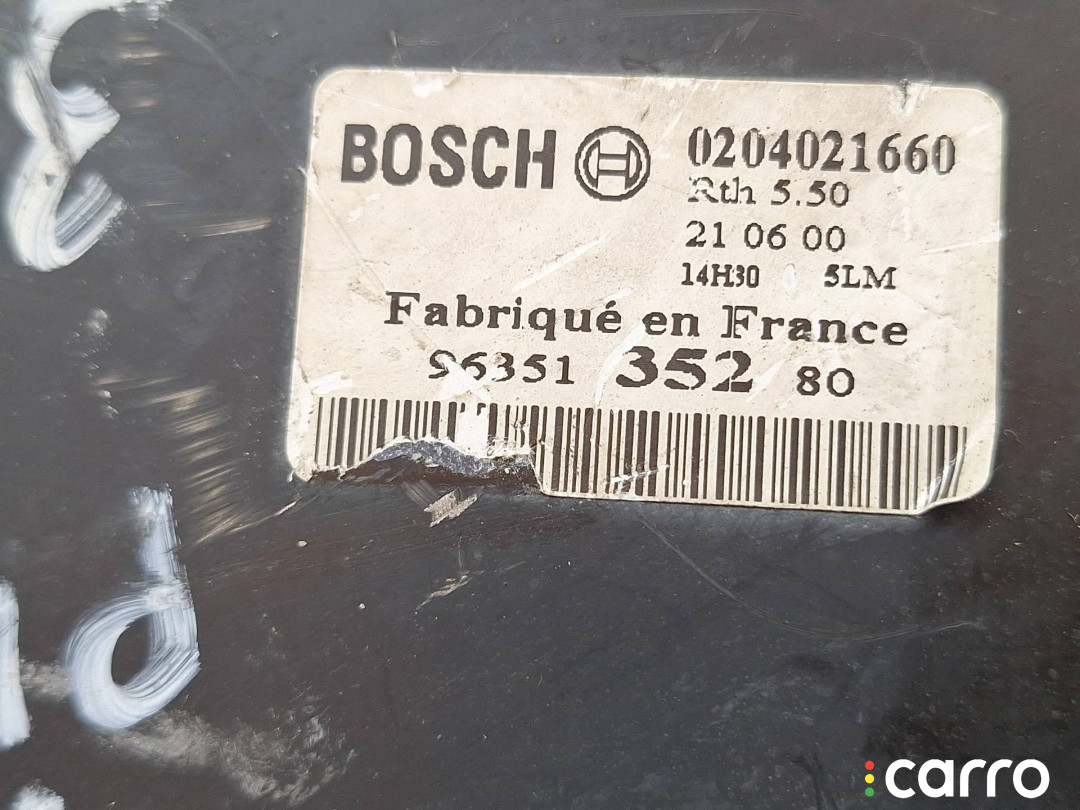 BOSCH
0204021660
Rth 5.50
21 06 00
14H30 5LM
Fabriqué en France
96351 352 80
carro